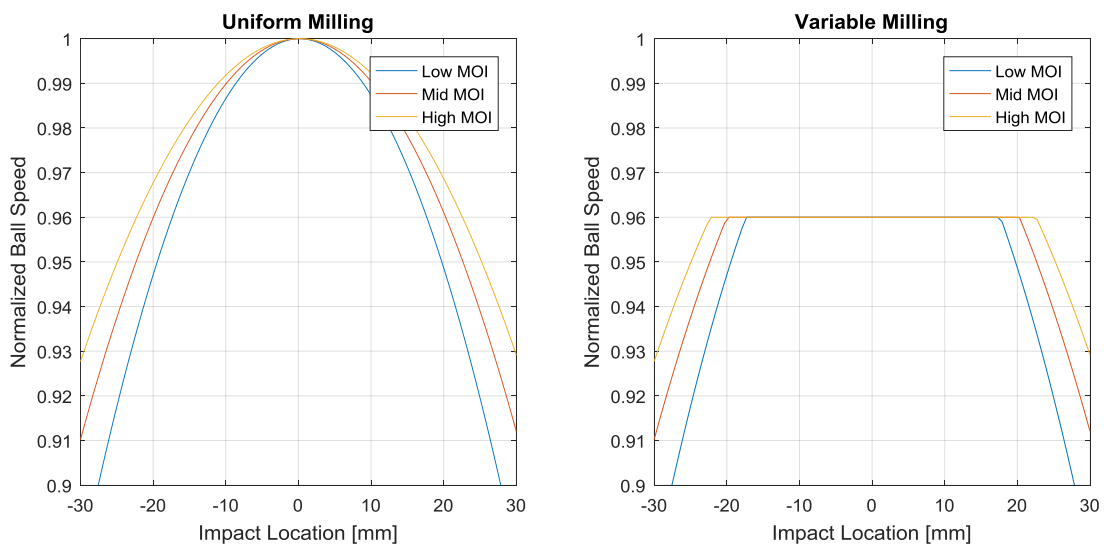 Uniform Milling
1
0.99
0.98
0.97
0.96
0.95
0.94
0.93
0.92
0.91
0.9
Normalized Ball Speed
Low MOI
Mid MOI
High MOI
-30 -20 -10 0 10 20 30
Impact Location [mm]
Variable Milling
1
0.99
0.98
0.97
0.96
0.95
0.94
0.93
0.92
0.91
0.9
Normalized Ball Speed
Low MOI
Mid MOI
High MOI
-30 -20 -10 0 10 20 30
Impact Location [mm]